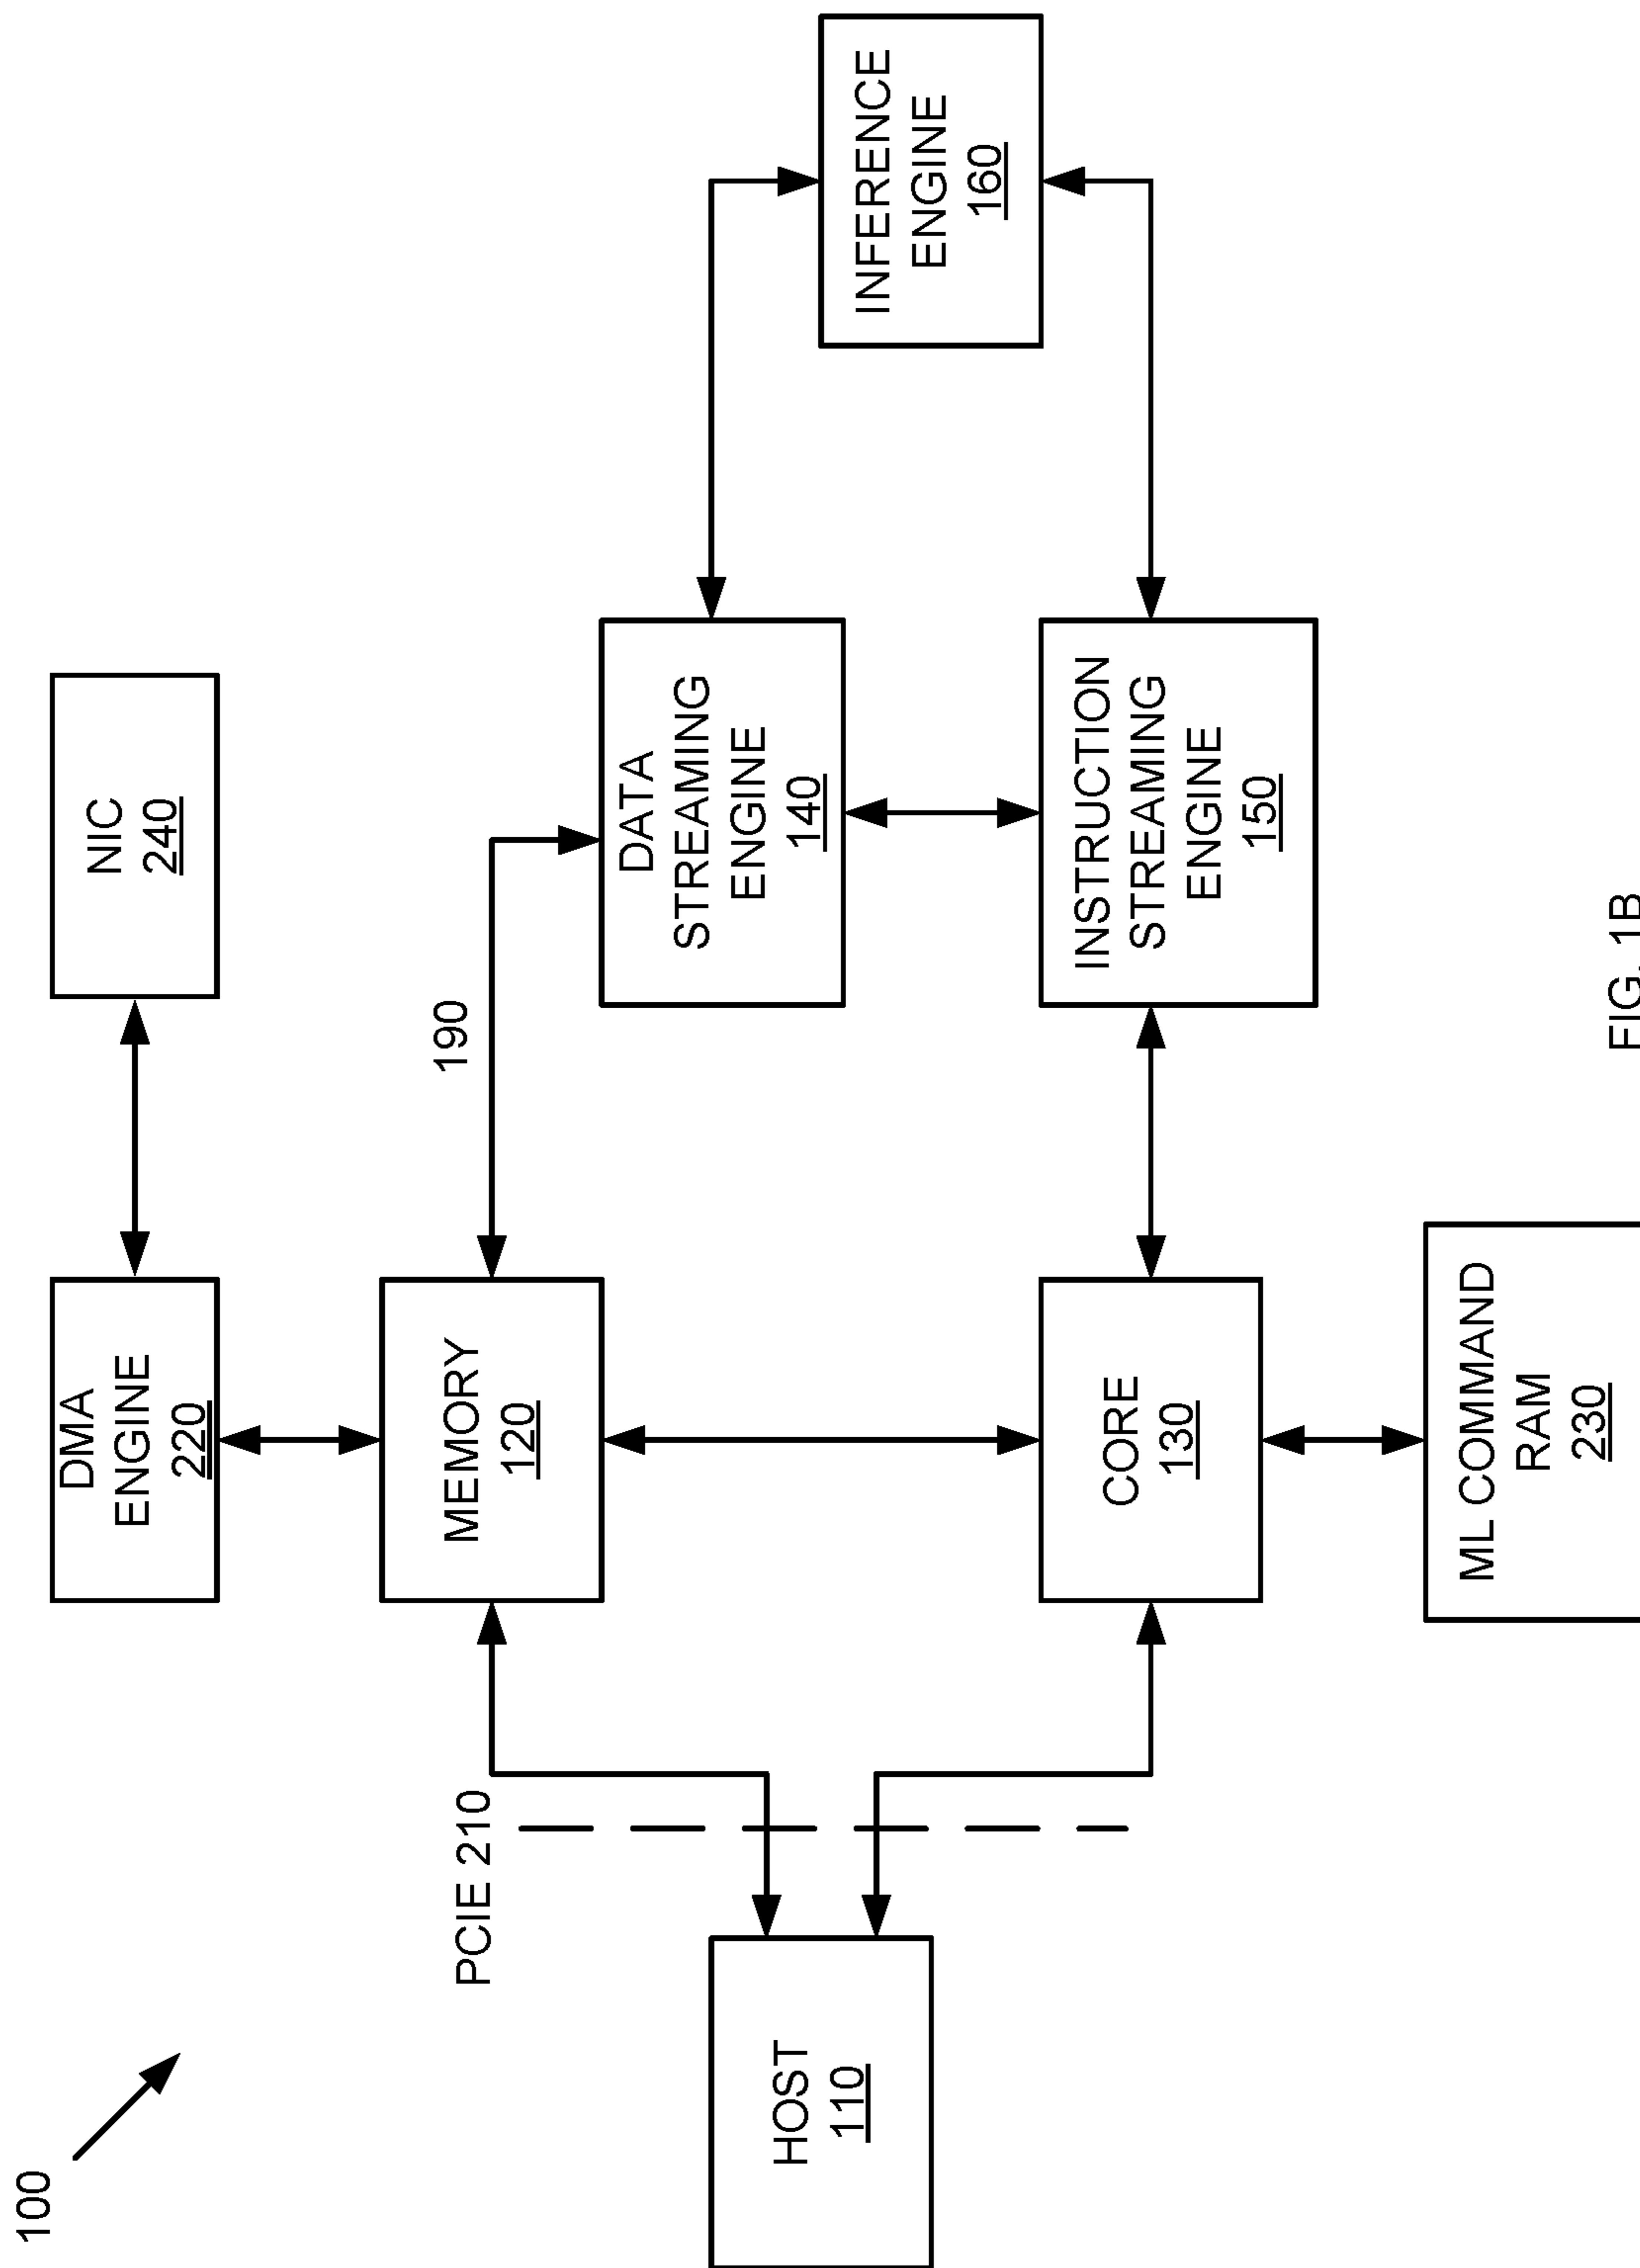 100
DMA
ENGINE
220
NIC
240
PCIE 210
MEMORY
120
190
HOST
110
DATA
STREAMING
ENGINE
140
INFERENCE
ENGINE
160
CORE
130
INSTRUCTION
STREAMING
ENGINE
150
ML COMMAND
RAM
230
FIG. 1B